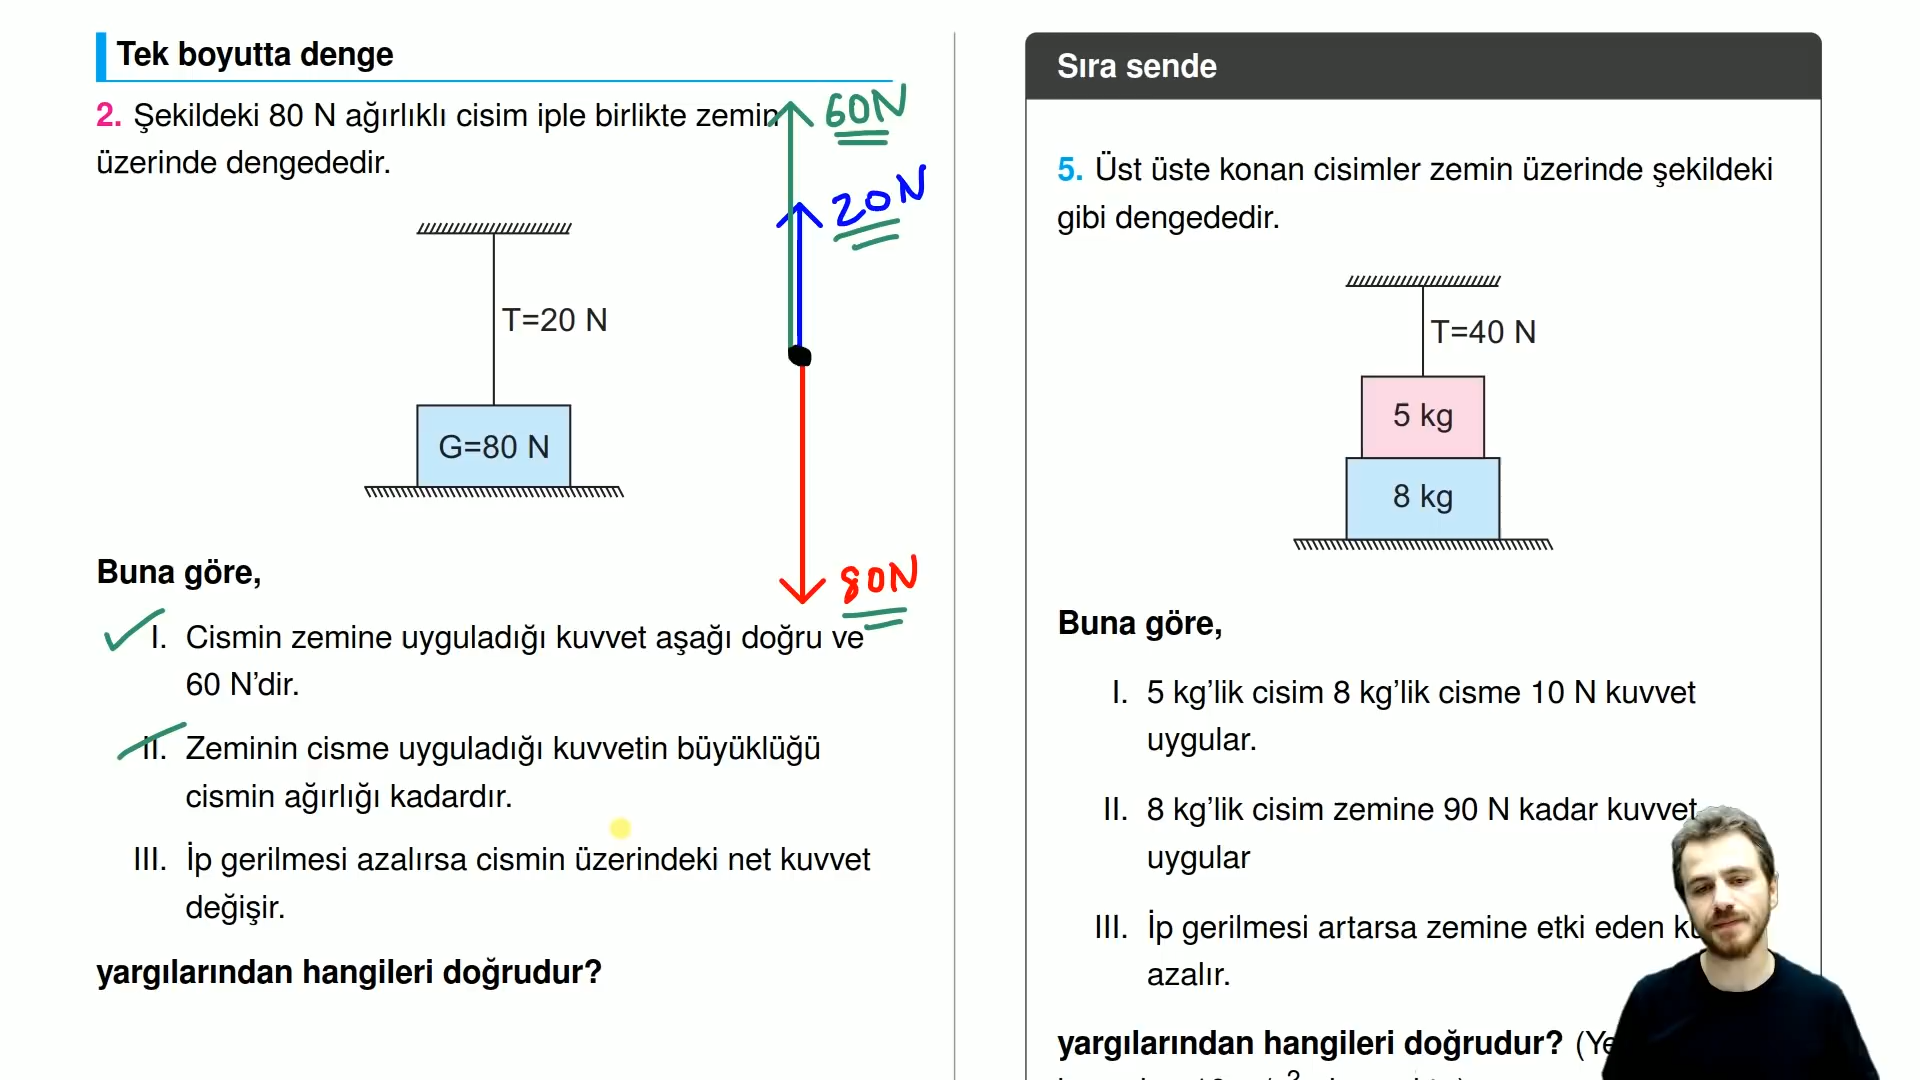 Tek boyutta denge
2. Şekildeki 80 N ağırlıklı cisim iple birlikte zemin
üzerinde dengededir.
60N
20N
T=20 N
G=80 N
80N
Buna göre,
I. Cismin zemine uyguladığı kuvvet aşağı doğru ve
60 N’dir.
II. Zeminin cisme uyguladığı kuvvetin büyüklüğü
cismin ağırlığı kadardır.
III. İp gerilmesi azalırsa cismin üzerindeki net kuvvet
değişir.
yargılarından hangileri doğrudur?
Sıra sende
5. Üst üste konan cisimler zemin üzerinde şekildeki
gibi dengededir.
T=40 N
5 kg
8 kg
Buna göre,
I. 5 kg’lik cisim 8 kg’lik cisme 10 N kuvvet
uygular.
II. 8 kg’lik cisim zemine 90 N kadar kuvvet
uygular
III. İp gerilmesi artarsa zemine etki eden
azalır.
yargılarından hangileri doğrudur?